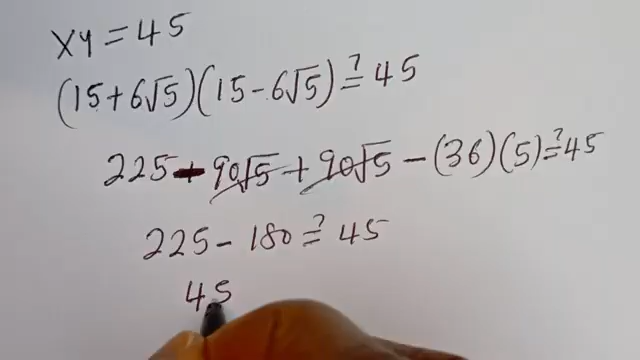 xy = 45
(15+6√5)(15-6√5) ≟ 45
225 - 90√5 + 90√5 - (36)(5) ≟ 45
225 - 180 ≟ 45
45